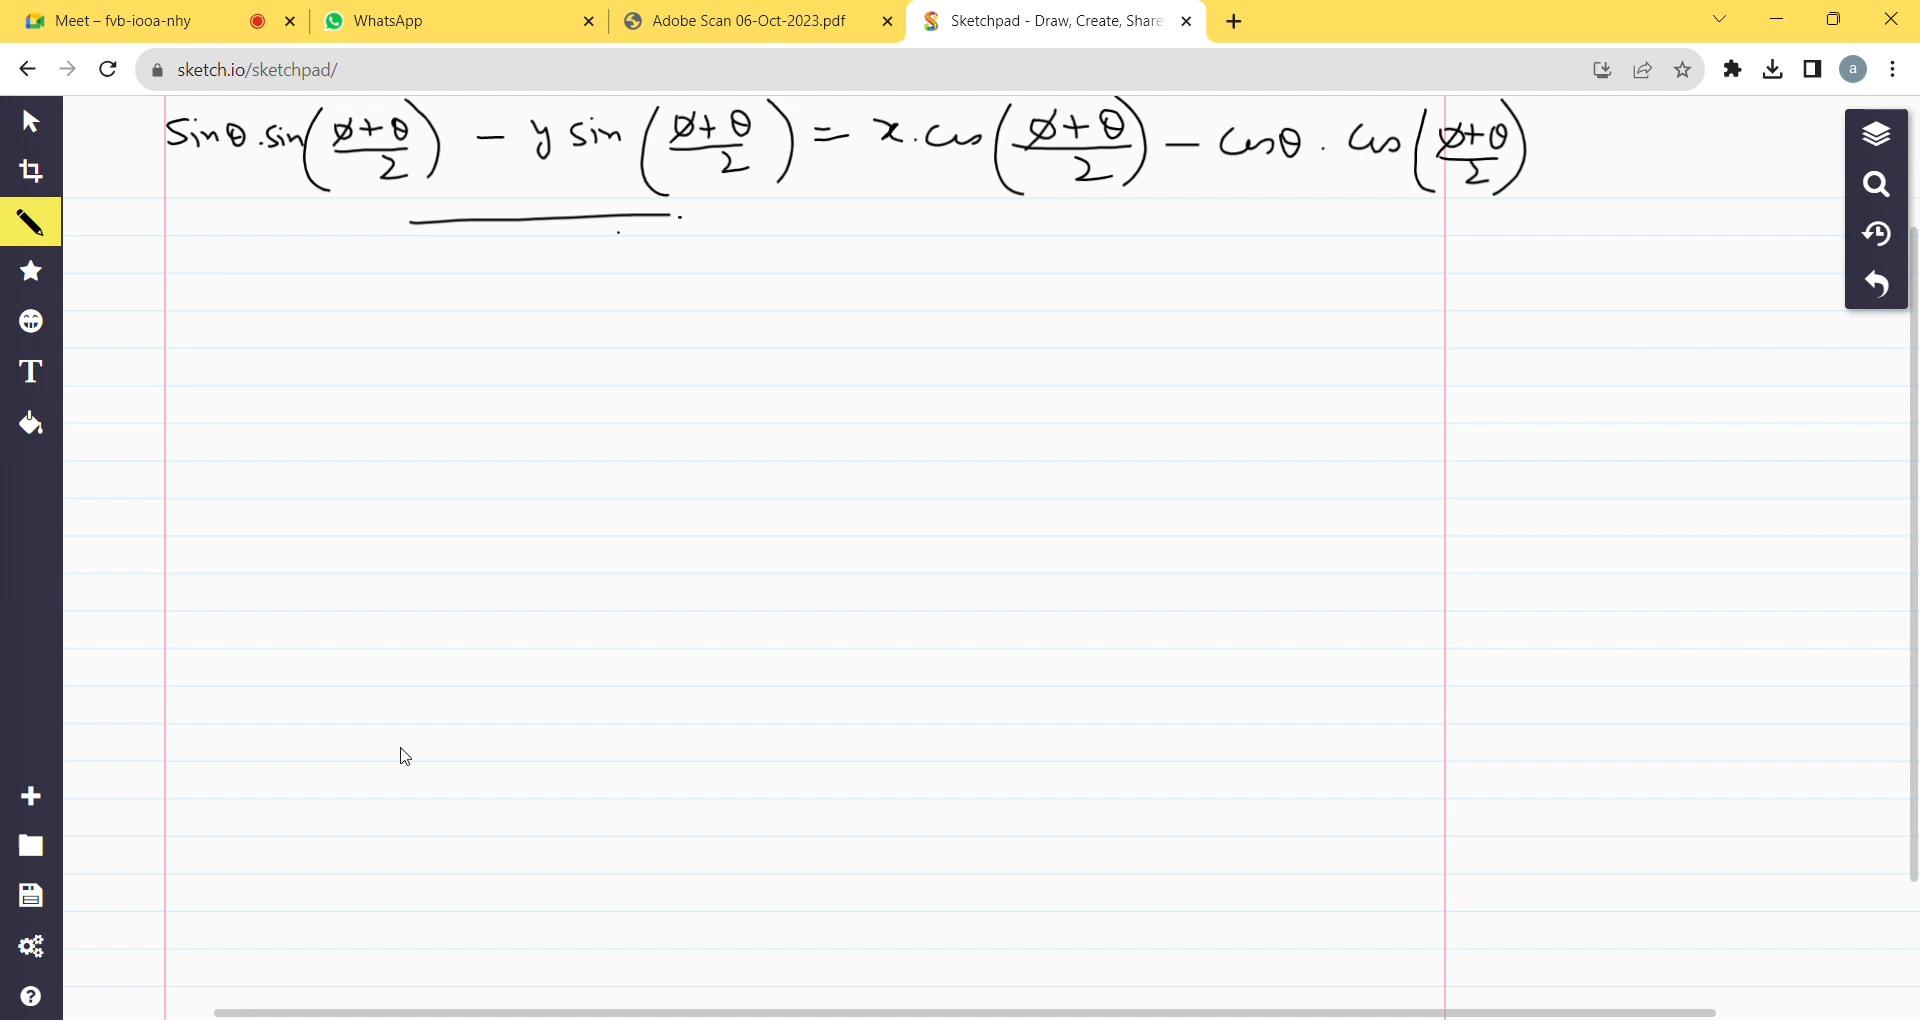 Meet – fvb-iooa-nhy WhatsApp Adobe Scan 06-Oct-2023.pdf Sketchpad - Draw, Create, Share
sketch.io/sketchpad/ a
Sinθ.sin(ϕ+θ/2) - y sin(ϕ+θ/2) = x.cos(ϕ+θ/2) - cosθ. cos(ϕ+θ/2)
T